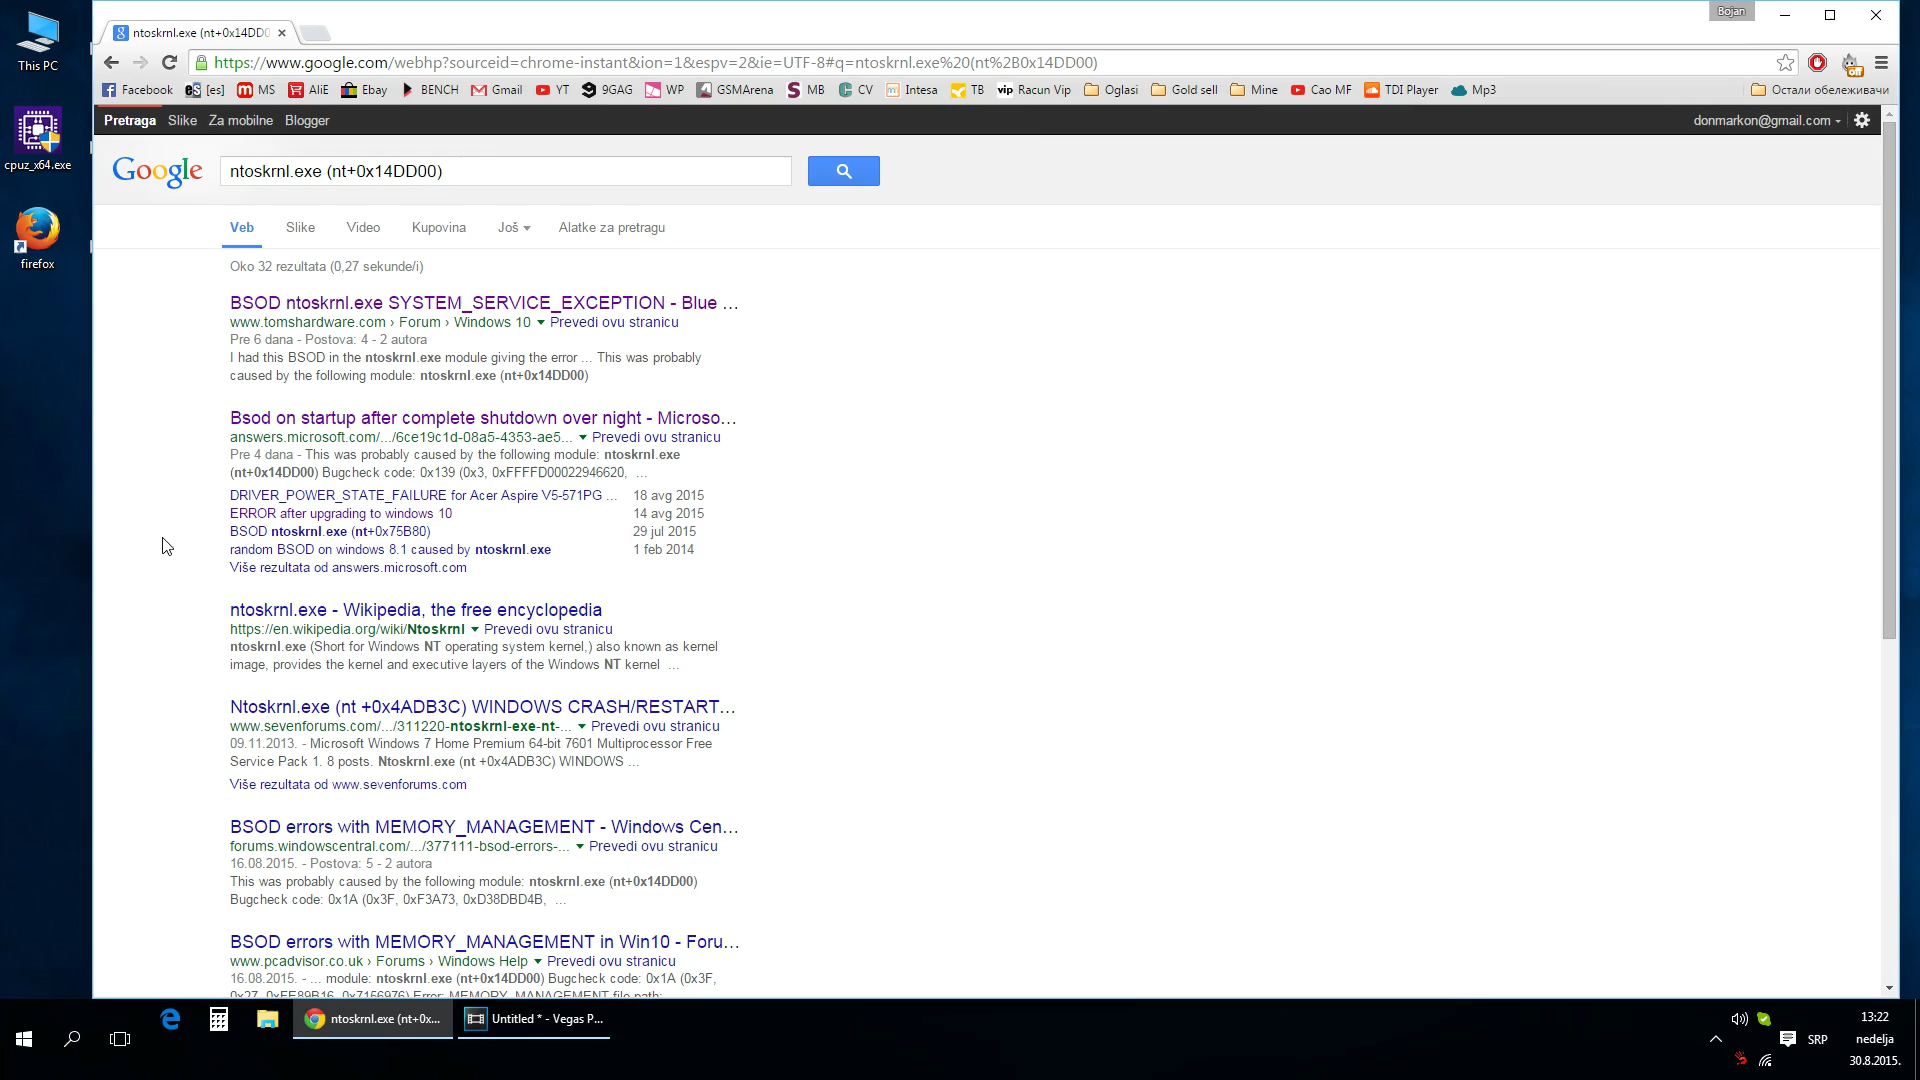 This PC
cpuz_x64.exe
firefox
Bojan
ntoskrnl.exe (nt+0x14DD0
https://www.google.com/webhp?sourceid=chrome-instant&ion=1&espv=2&ie=UTF-8#q=ntoskrnl.exe%20(nt%2B0x14DD00)
Facebook [es] MS AliE Ebay BENCH Gmail YT 9GAG WP GSMArena MB CV Intesa TB vip Racun Vip Oglasi Gold sell Mine Cao MF TDI Player Mp3 Остали обележивачи
Pretraga Slike Za mobilne Blogger donmarkon@gmail.com
Google ntoskrnl.exe (nt+0x14DD00)
Veb Slike Video Kupovina Još Alatke za pretragu
Oko 32 rezultata (0,27 sekunde/i)
BSOD ntoskrnl.exe SYSTEM_SERVICE_EXCEPTION - Blue ...
www.tomshardware.com › Forum › Windows 10 Prevedi ovu stranicu
Pre 6 dana - Postova: 4 - 2 autora
I had this BSOD in the ntoskrnl.exe module giving the error ... This was probably
caused by the following module: ntoskrnl.exe (nt+0x14DD00)
Bsod on startup after complete shutdown over night - Microso...
answers.microsoft.com/.../6ce19c1d-08a5-4353-ae5... Prevedi ovu stranicu
Pre 4 dana - This was probably caused by the following module: ntoskrnl.exe
(nt+0x14DD00) Bugcheck code: 0x139 (0x3, 0xFFFFD00022946620, ...
DRIVER_POWER_STATE_FAILURE for Acer Aspire V5-571PG ... 18 avg 2015
ERROR after upgrading to windows 10 14 avg 2015
BSOD ntoskrnl.exe (nt+0x75B80) 29 jul 2015
random BSOD on windows 8.1 caused by ntoskrnl.exe 1 feb 2014
Više rezultata od answers.microsoft.com
ntoskrnl.exe - Wikipedia, the free encyclopedia
https://en.wikipedia.org/wiki/Ntoskrnl Prevedi ovu stranicu
ntoskrnl.exe (Short for Windows NT operating system kernel,) also known as kernel
image, provides the kernel and executive layers of the Windows NT kernel ...
Ntoskrnl.exe (nt +0x4ADB3C) WINDOWS CRASH/RESTART...
www.sevenforums.com/.../311220-ntoskrnl-exe-nt-... Prevedi ovu stranicu
09.11.2013. - Microsoft Windows 7 Home Premium 64-bit 7601 Multiprocessor Free
Service Pack 1. 8 posts. Ntoskrnl.exe (nt +0x4ADB3C) WINDOWS ...
Više rezultata od www.sevenforums.com
BSOD errors with MEMORY_MANAGEMENT - Windows Cen...
forums.windowscentral.com/.../377111-bsod-errors-... Prevedi ovu stranicu
16.08.2015. - Postova: 5 - 2 autora
This was probably caused by the following module: ntoskrnl.exe (nt+0x14DD00)
Bugcheck code: 0x1A (0x3F, 0xF3A73, 0xD38DBD4B, ...
BSOD errors with MEMORY_MANAGEMENT in Win10 - Foru...
www.pcadvisor.co.uk › Forums › Windows Help Prevedi ovu stranicu
16.08.2015. - ... module: ntoskrnl.exe (nt+0x14DD00) Bugcheck code: 0x1A (0x3F,
ntoskrnl.exe (nt+0x... Untitled * - Vegas P...
13:22
SRP nedelja
30.8.2015.